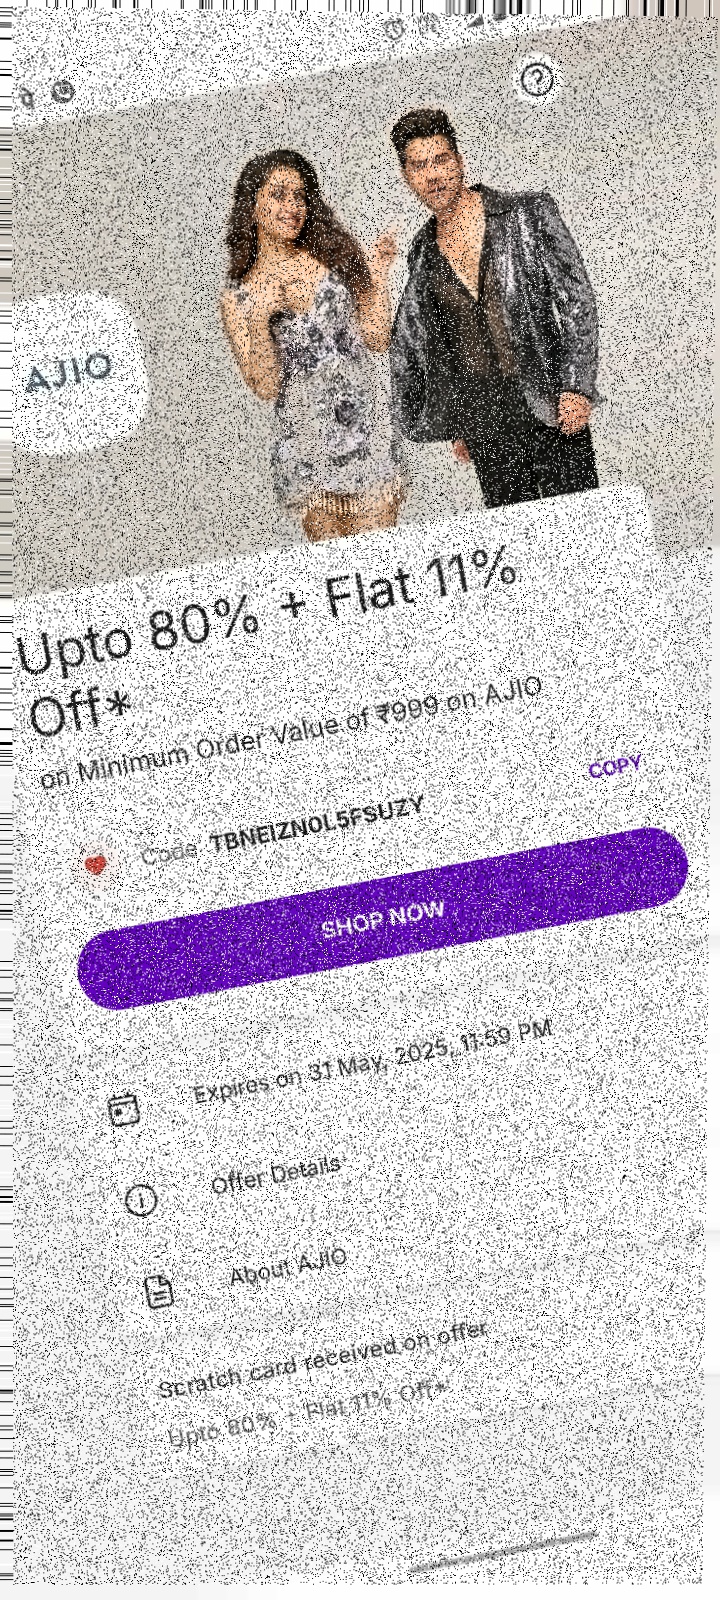 AJIO
Upto 80% + Flat 11%
Off*
on Minimum Order Value of ₹999 on AJIO
Code TBNEIZN0L5FSUZY
COPY
SHOP NOW
Expires on 31 May, 2025, 11:59 PM
Offer Details
About AJIO
Scratch card received on offer
Upto 80% + Flat 11% Off*